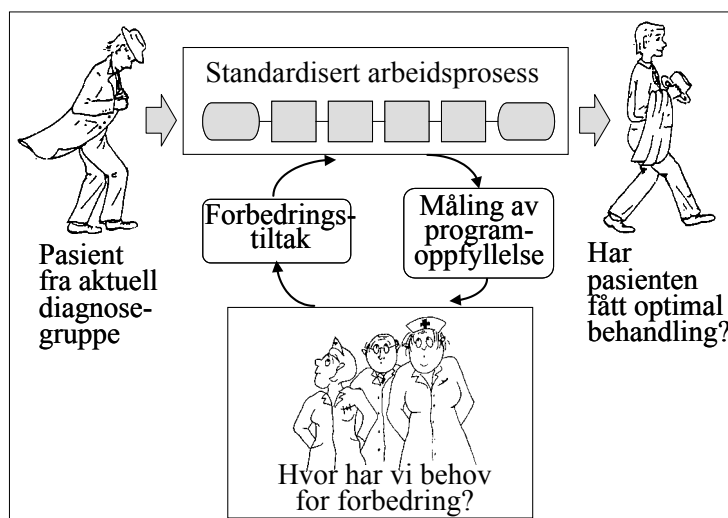 Standardisert arbeidsprosess
Forbedrings-
tiltak
Måling av
program-
oppfyllelse
Pasient
fra aktuell
diagnose-
gruppe
Har
pasienten
fått optimal
behandling?
Hvor har vi behov
for forbedring?